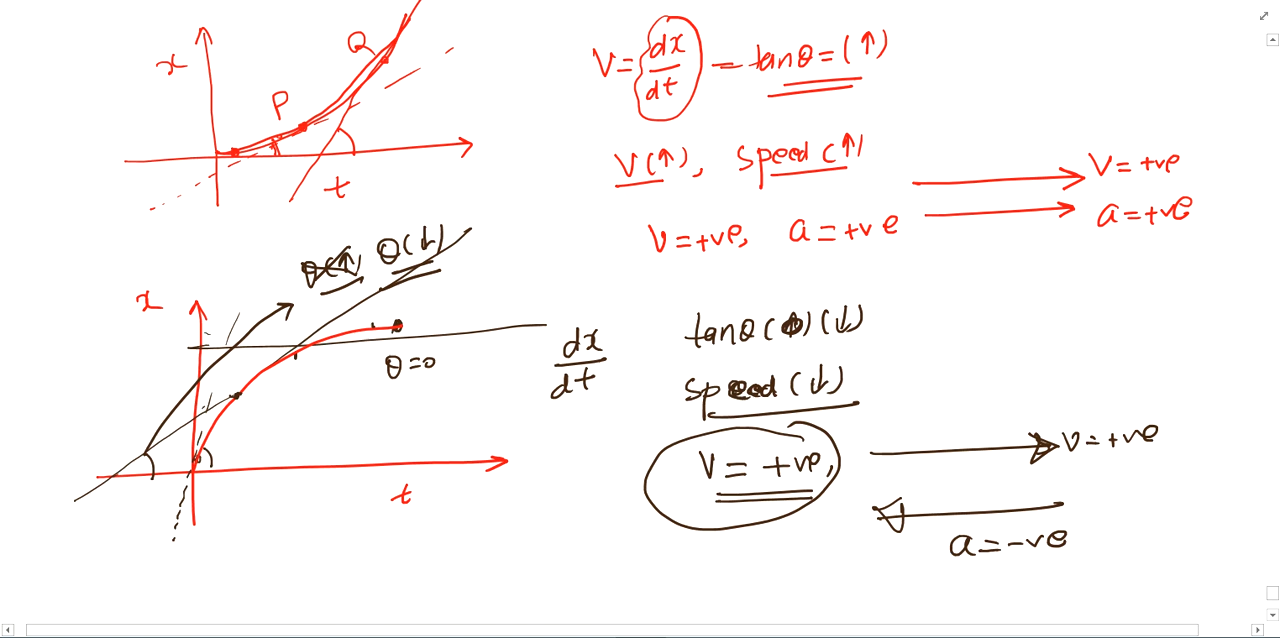 x
Q
P
t
V = dx/dt = tanθ = (↑)
V(↑), speed (↑)
V = +ve, a = +ve
V = +ve
a = +ve
θ(↓)
x
θ = 0
t
dx/dt
tanθ ( ) (↓)
speed (↓)
V = +ve,
V = +ve
a = -ve